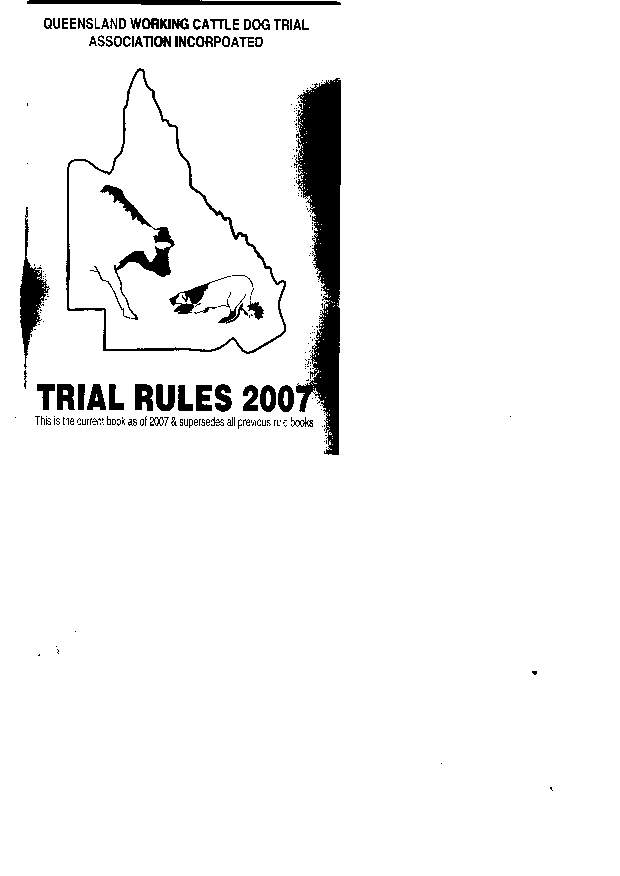 QUEENSLAND WORKING CATTLE DOG TRIAL
ASSOCIATION INCORPOATED
TRIAL RULES 2007
This is the current book as of 2007 & supersedes all previous rule books